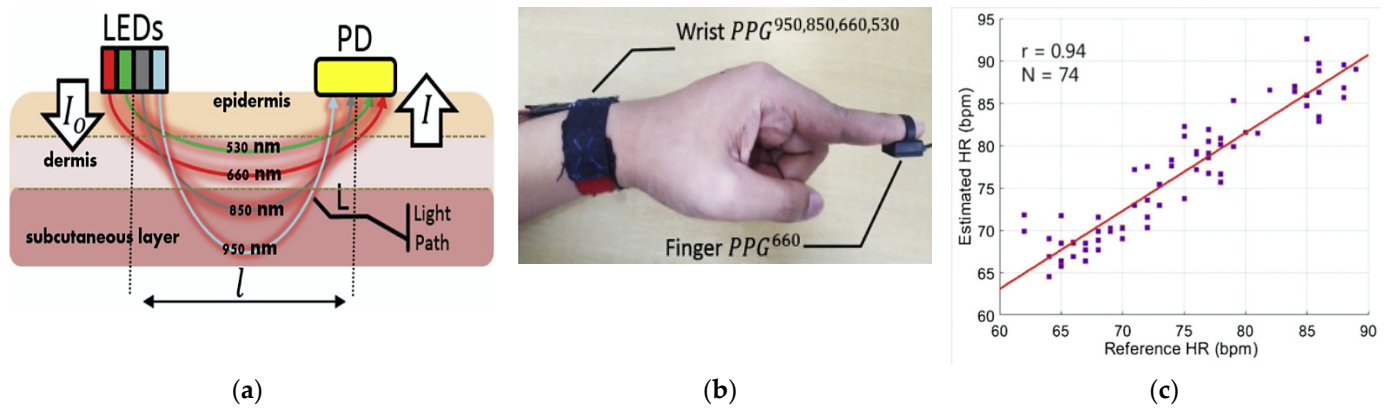 LEDs
PD
I₀
I
epidermis
530 nm
dermis
660 nm
850 nm
L
Light
Path
subcutaneous layer
950 nm
l
(a)
Wrist PPG⁹⁵⁰,⁸⁵⁰,⁶⁶⁰,⁵³⁰
Finger PPG⁶⁶⁰
(b)
r = 0.94
N = 74
Estimated HR (bpm)
95
90
85
80
75
70
65
60
60 65 70 75 80 85 90
Reference HR (bpm)
(c)